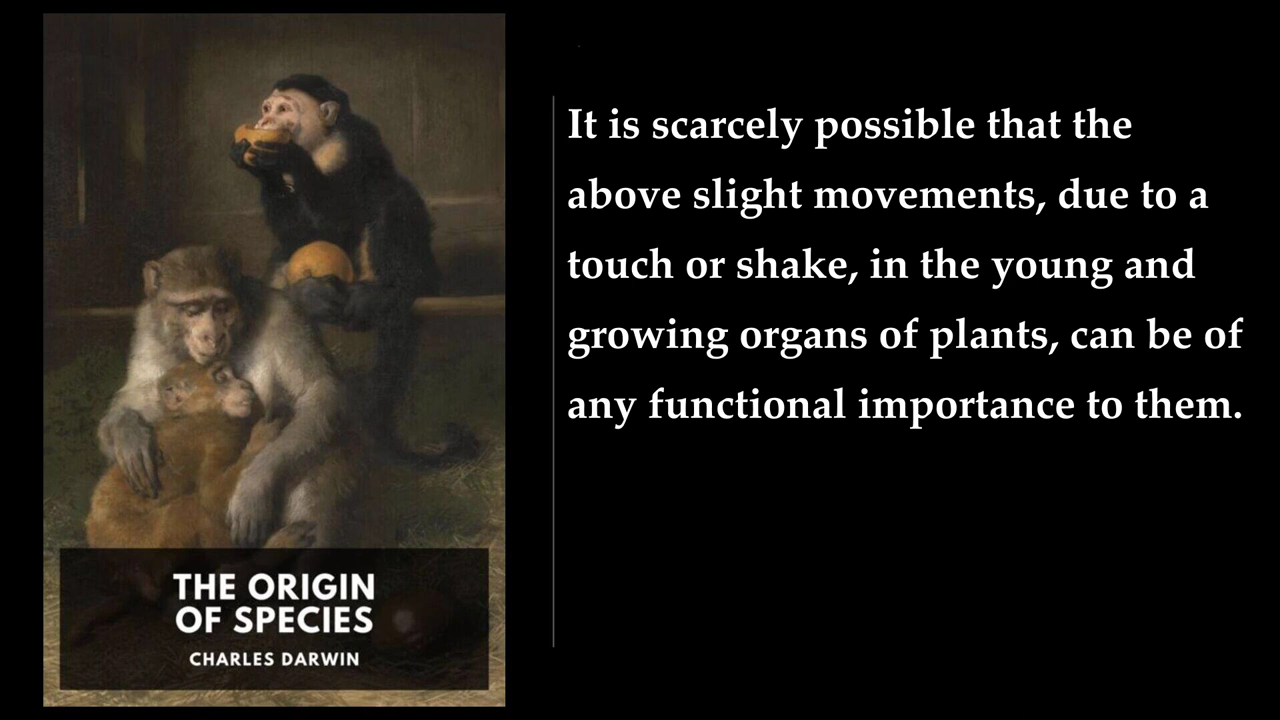 It is scarcely possible that the
above slight movements, due to a
touch or shake, in the young and
growing organs of plants, can be of
any functional importance to them.
THE ORIGIN
OF SPECIES
CHARLES DARWIN